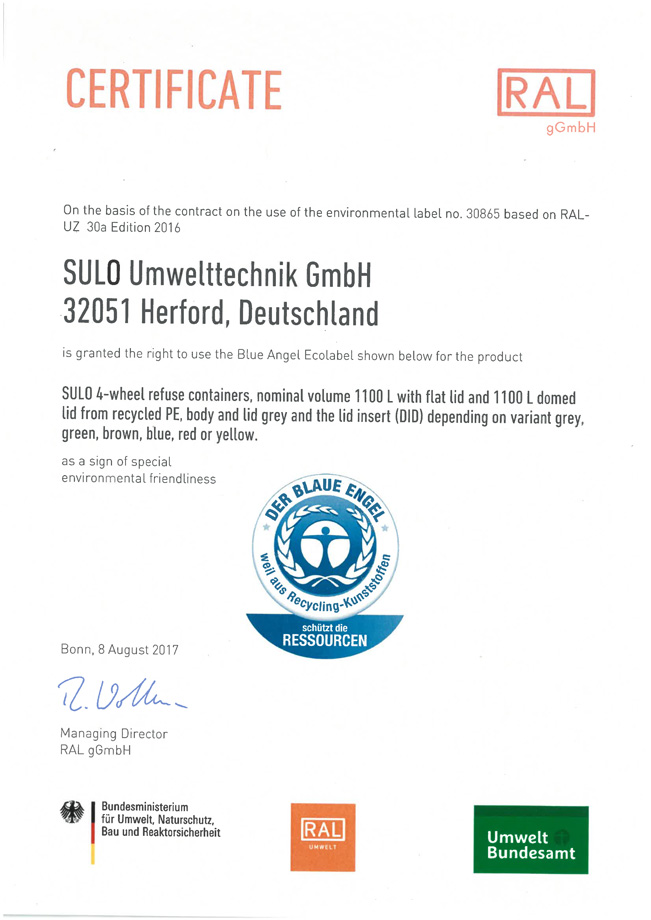 CERTIFICATE
RAL
gGmbH
On the basis of the contract on the use of the environmental label no. 30865 based on RAL-
UZ 30a Edition 2016
SULO Umwelttechnik GmbH
32051 Herford, Deutschland
is granted the right to use the Blue Angel Ecolabel shown below for the product
SULO 4-wheel refuse containers, nominal volume 1100 L with flat lid and 1100 L domed
lid from recycled PE, body and lid grey and the lid insert (DID) depending on variant grey,
green, brown, blue, red or yellow.
as a sign of special
environmental friendliness
DER BLAUE ENGEL
weil aus Recycling-Kunststoffen
schützt die
RESSOURCEN
Bonn, 8 August 2017
Managing Director
RAL gGmbH
Bundesministerium
für Umwelt, Naturschutz,
Bau und Reaktorsicherheit
RAL
UMWELT
Umwelt
Bundesamt